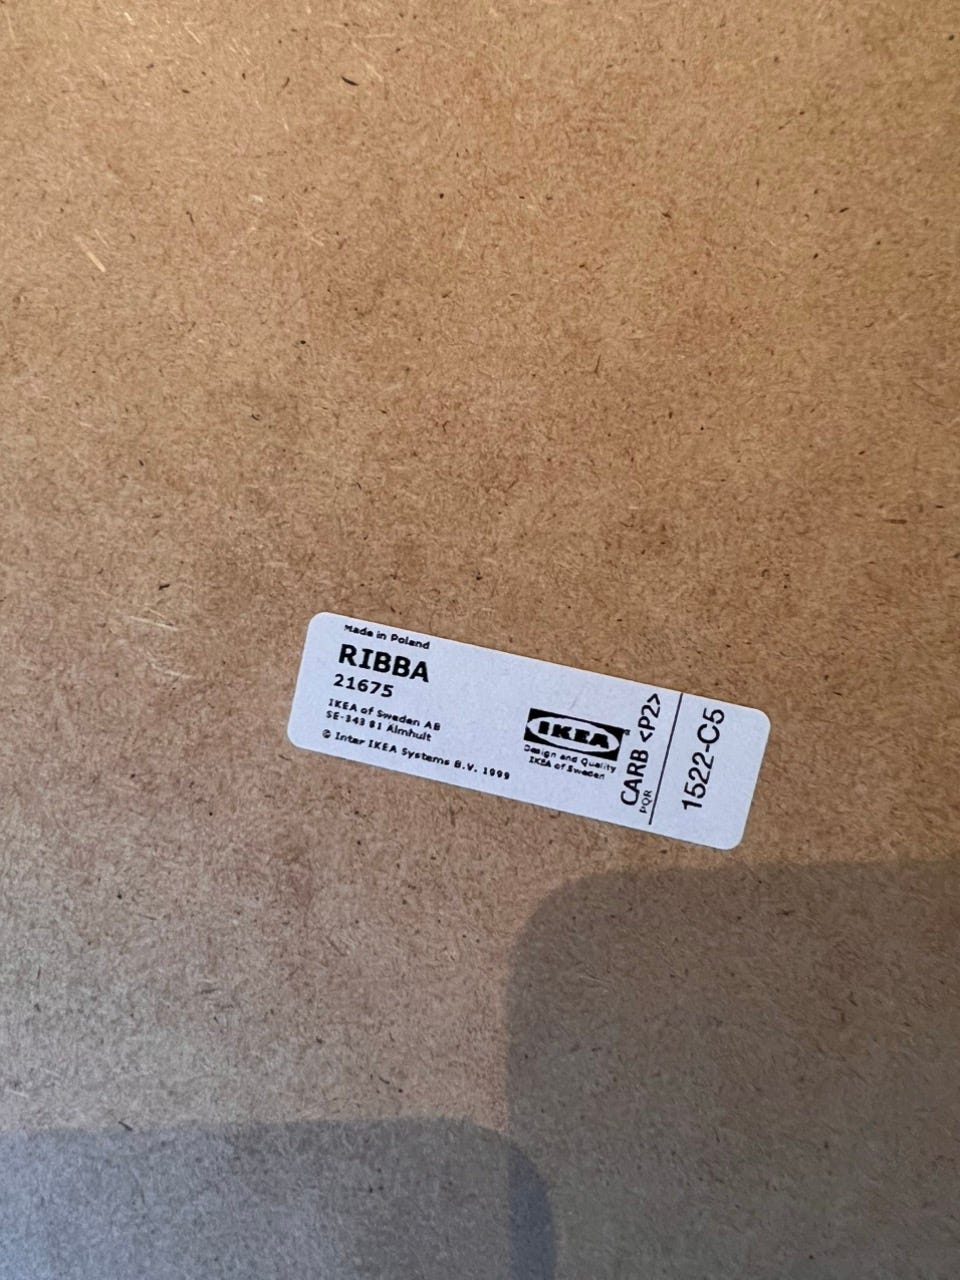 Made in Poland
RIBBA
21675
IKEA of Sweden AB
SE-343 81 Älmhult
© Inter IKEA Systems B.V. 1999
IKEA
Design and Quality
IKEA of Sweden
CARB <P2>
PQR
1522-C5